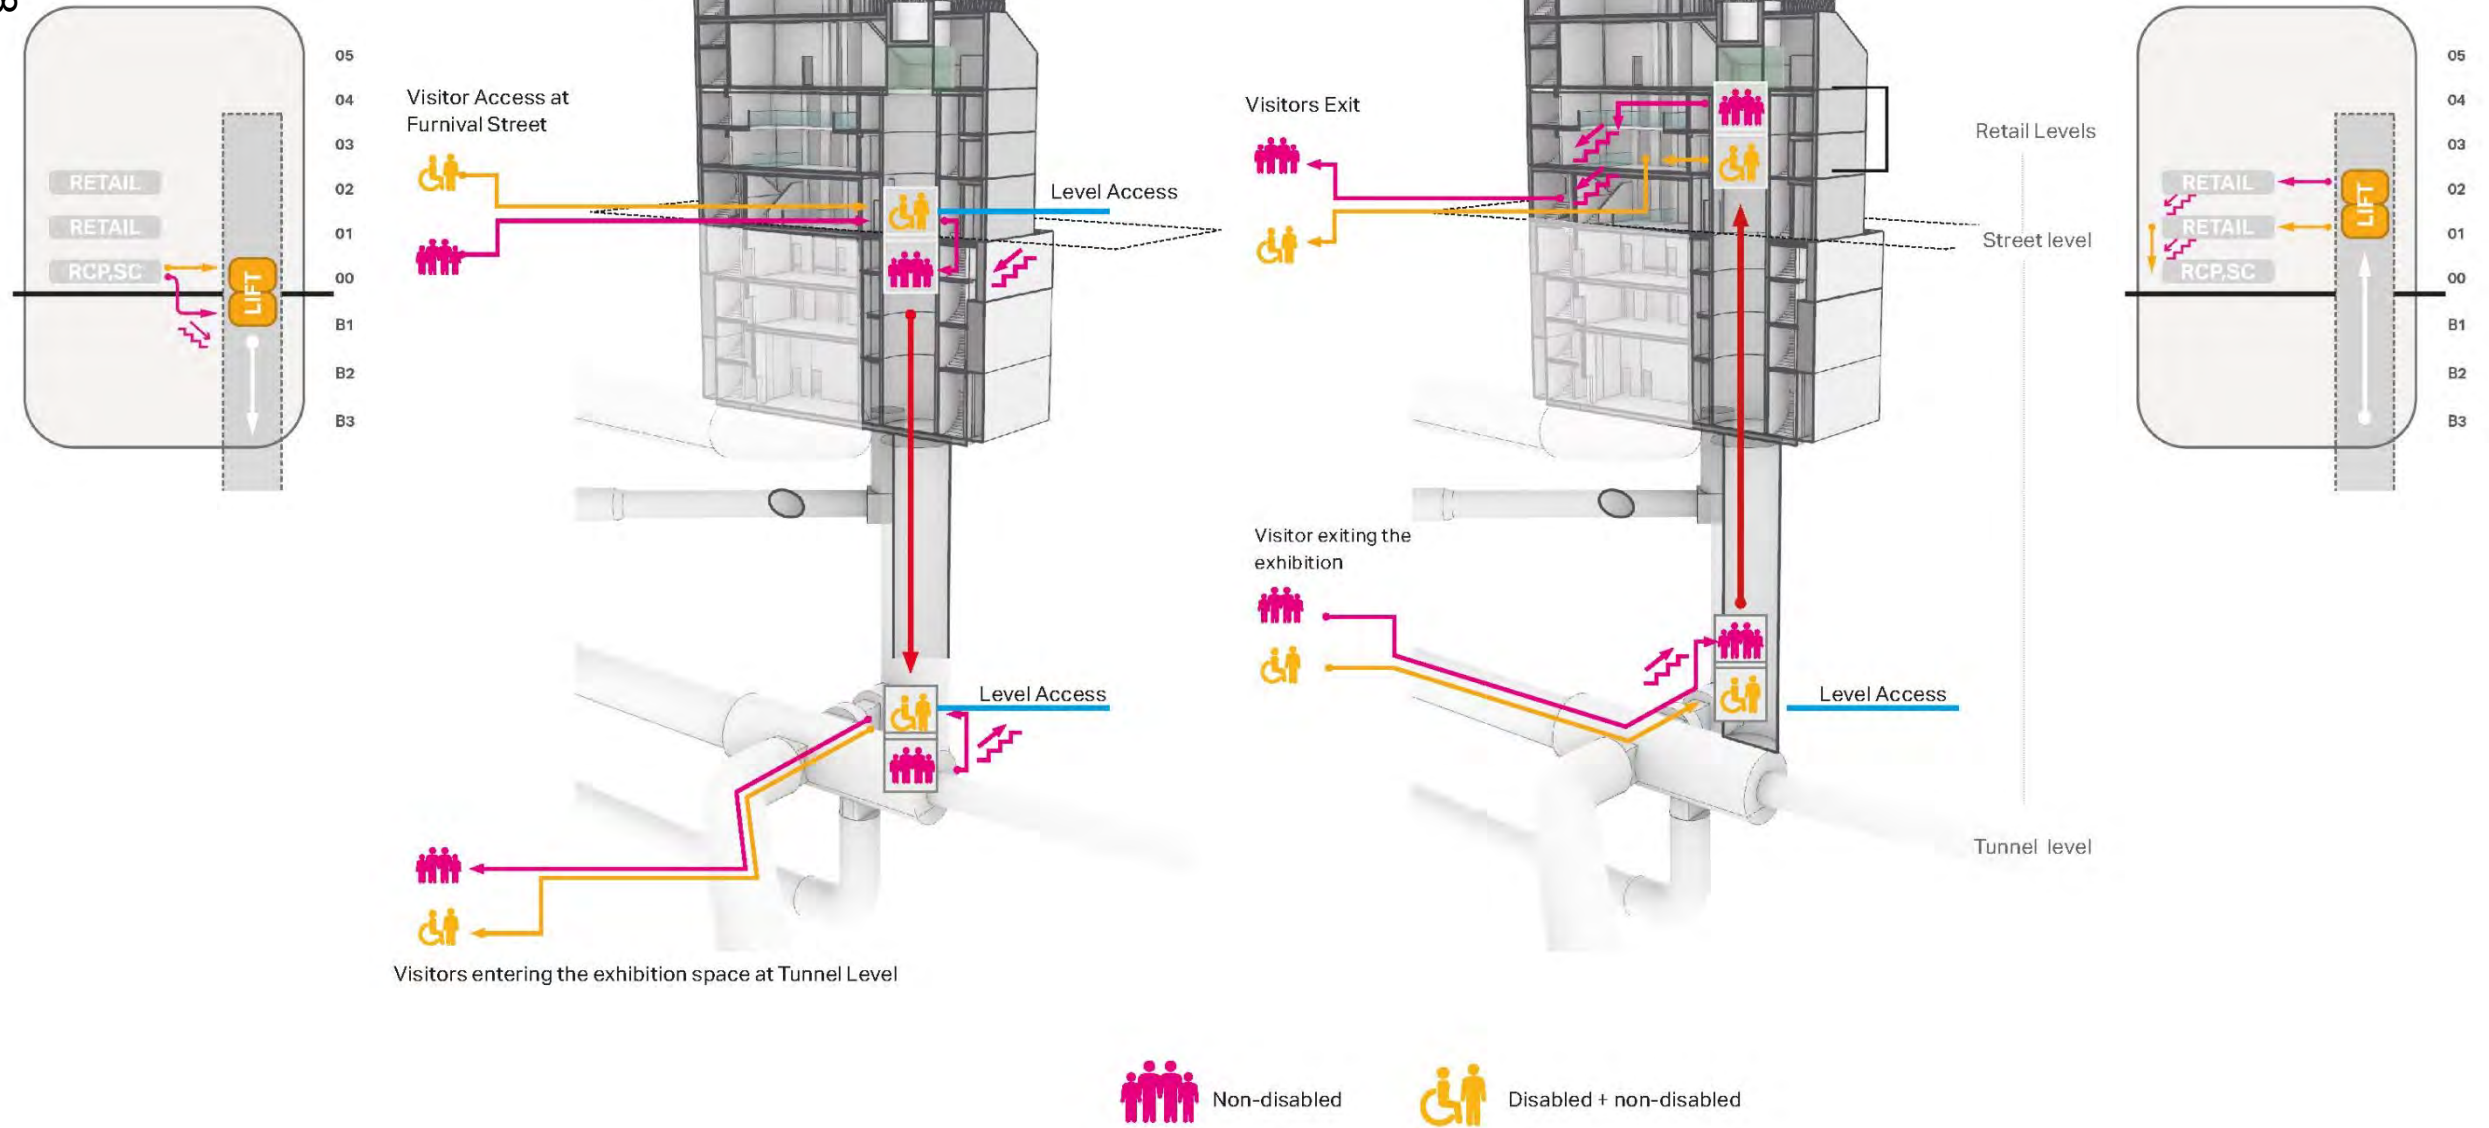 8
05
04
03
02
01
00
B1
B2
B3
RETAIL
RETAIL
RCP,SC
LIFT
Visitor Access at
Furnival Street
Level Access
Level Access
Visitors entering the exhibition space at Tunnel Level
Visitors Exit
Visitor exiting the
exhibition
Level Access
Retail Levels
Street level
Tunnel level
RETAIL
RETAIL
RCP,SC
LIFT
05
04
03
02
01
00
B1
B2
B3
Non-disabled
Disabled + non-disabled